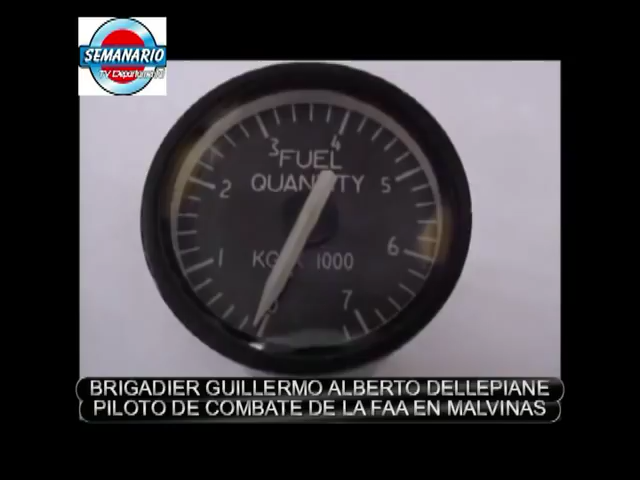 SEMANARIO
TV Departamental
3 4
FUEL
QUANTITY
2 5
1 6
KG X 1000
0 7
BRIGADIER GUILLERMO ALBERTO DELLEPIANE
PILOTO DE COMBATE DE LA FAA EN MALVINAS